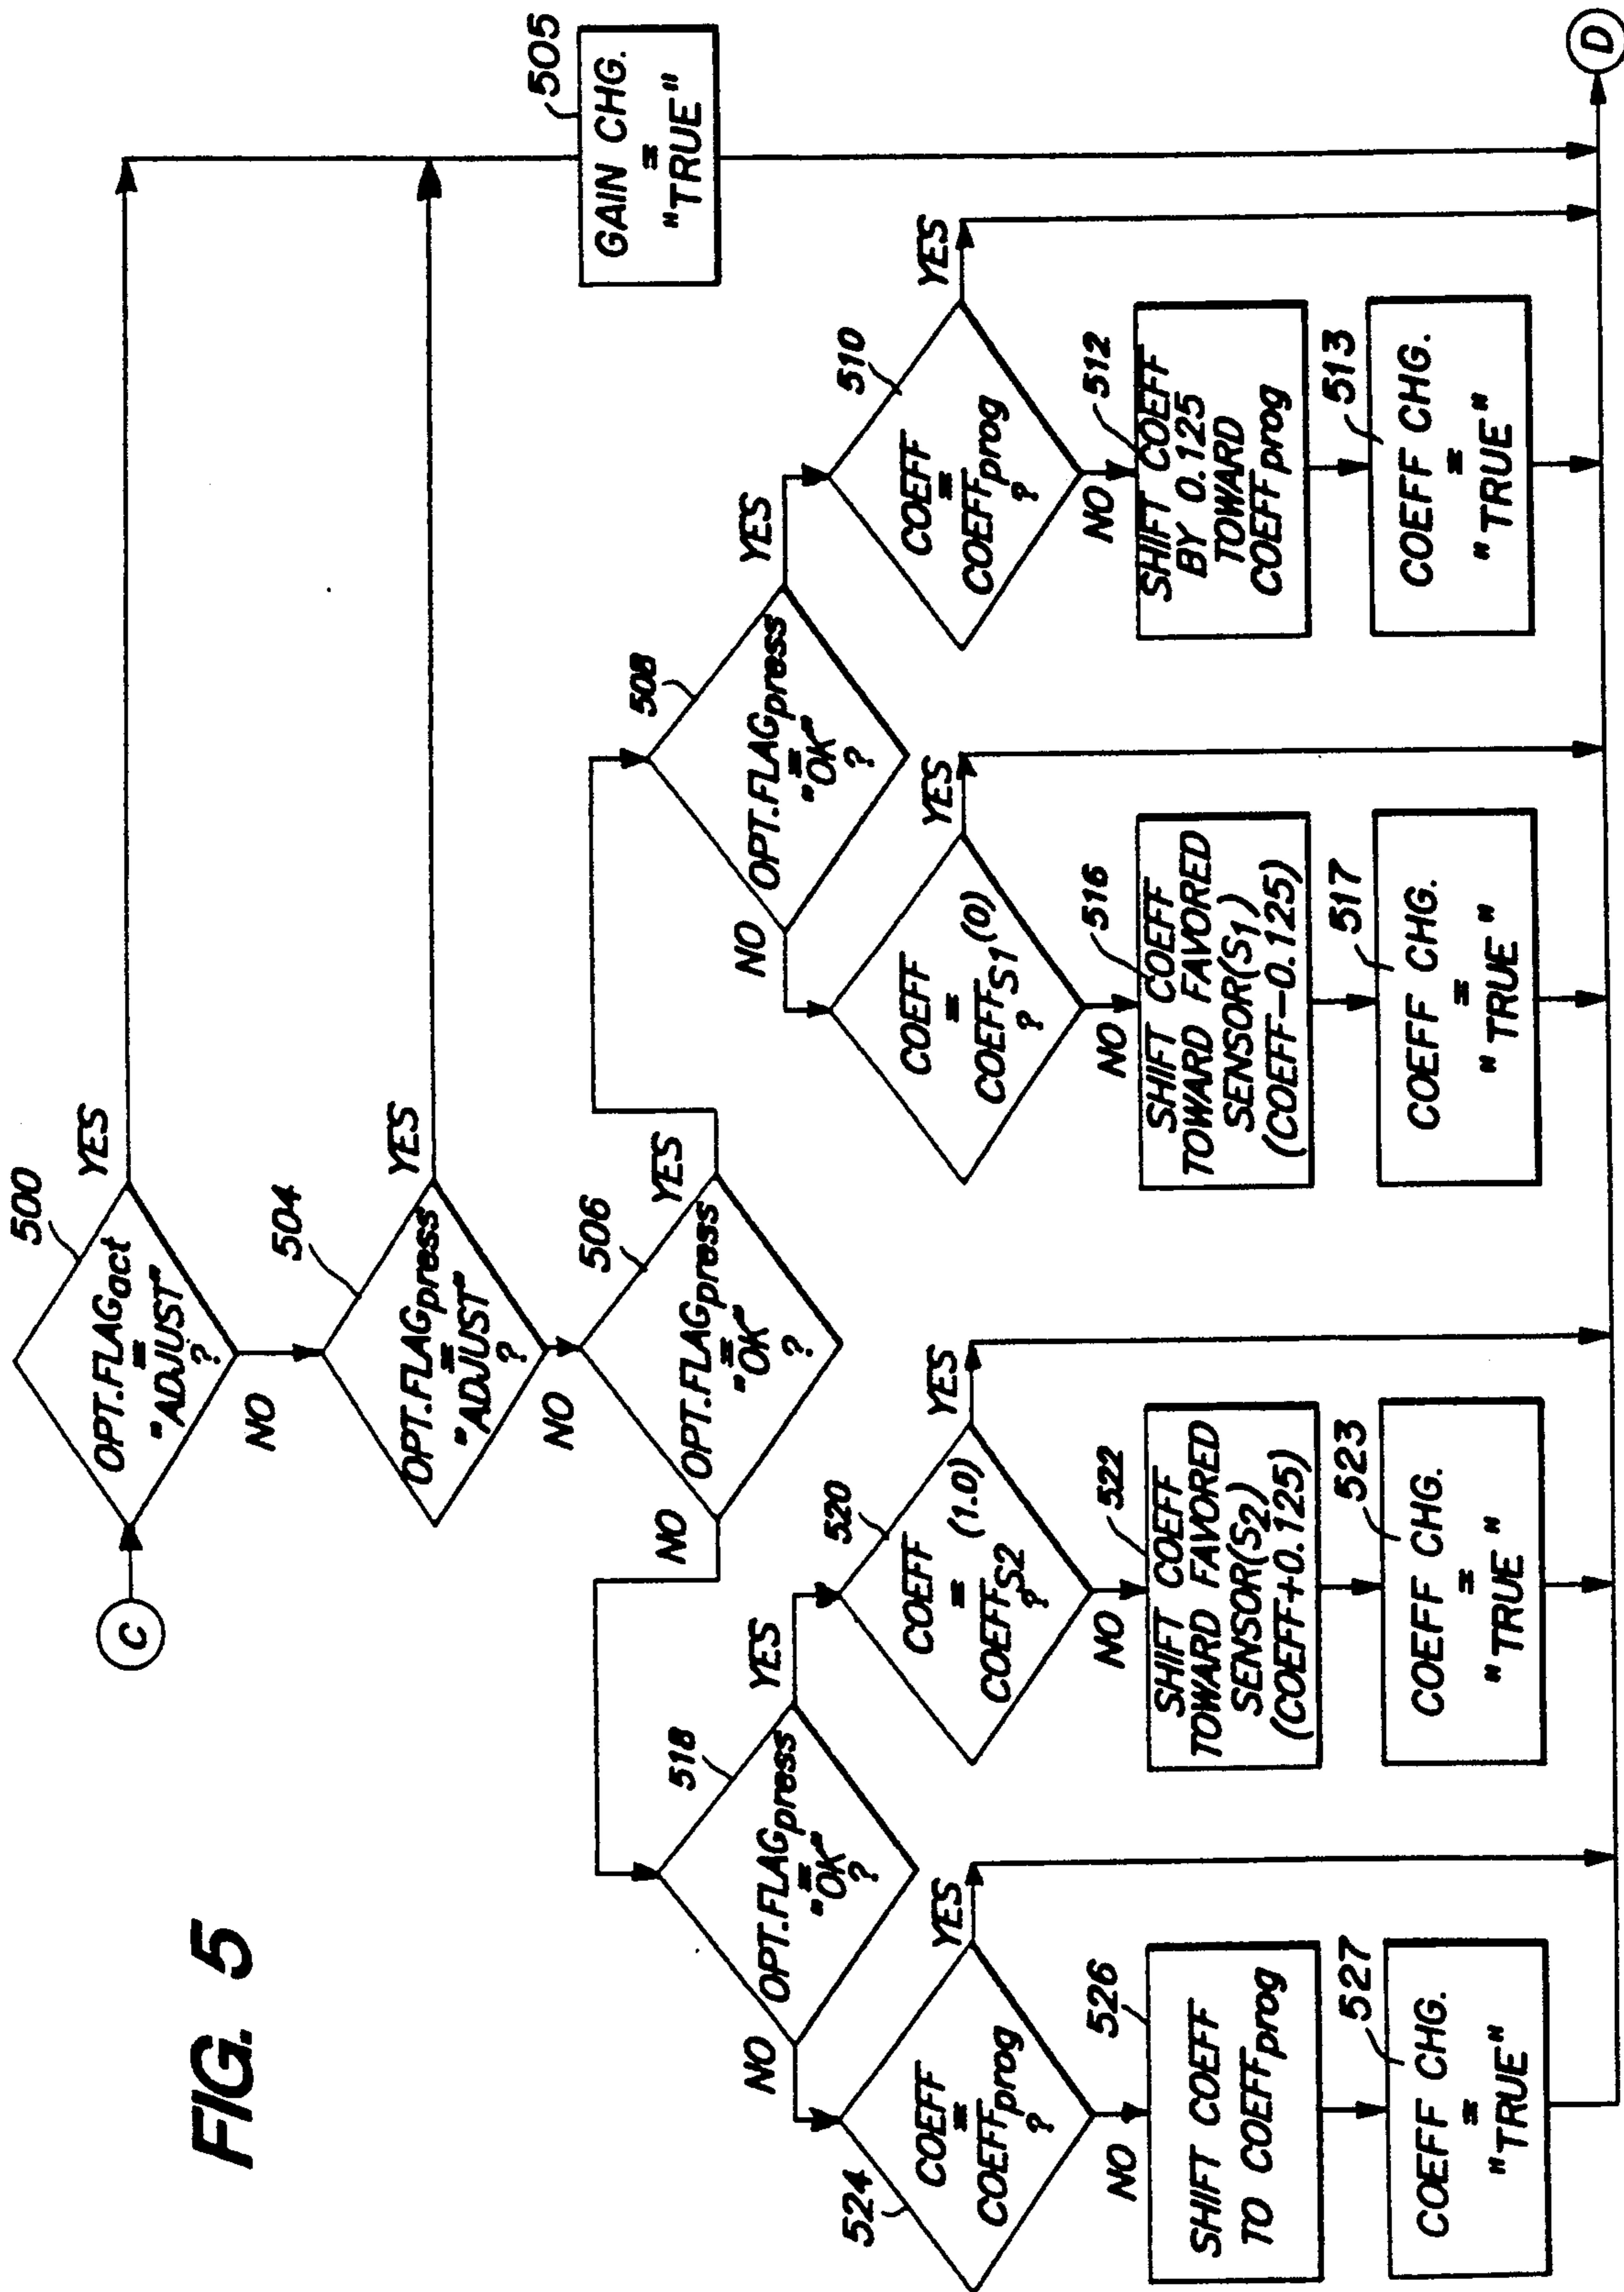 FIG. 5
C
500
OPT.FLAGact
=
"ADJUST"
?
YES
NO
504
OPT.FLAGpress
=
"ADJUST"
?
YES
NO
505
GAIN CHG.
=
"TRUE"
506
OPT.FLAGpress
=
"OK"
?
YES
NO
518
OPT.FLAGpress
=
"OK"
?
YES
NO
508
OPT.FLAGpress
=
"OK"
?
YES
NO
524
COEFF
=
COEFFprog
?
YES
NO
526
SHIFT COEFF
TO COEFFprog
527
COEFF CHG.
=
"TRUE"
520
COEFF
= (1.0)
COEFFS2
?
YES
NO
522
SHIFT COEFF
TOWARD FAVORED
SENSOR(S2)
(COEFF+0.125)
523
COEFF CHG.
=
"TRUE"
COEFF
=
COEFFS1 (0)
?
YES
NO
516
SHIFT COEFF
TOWARD FAVORED
SENSOR(S1)
(COEFF-0.125)
517
COEFF CHG.
=
"TRUE"
510
COEFF
=
COEFFprog
?
YES
NO
512
SHIFT COEFF
BY 0.125
TOWARD
COEFFprog
513
COEFF CHG.
=
"TRUE"
D